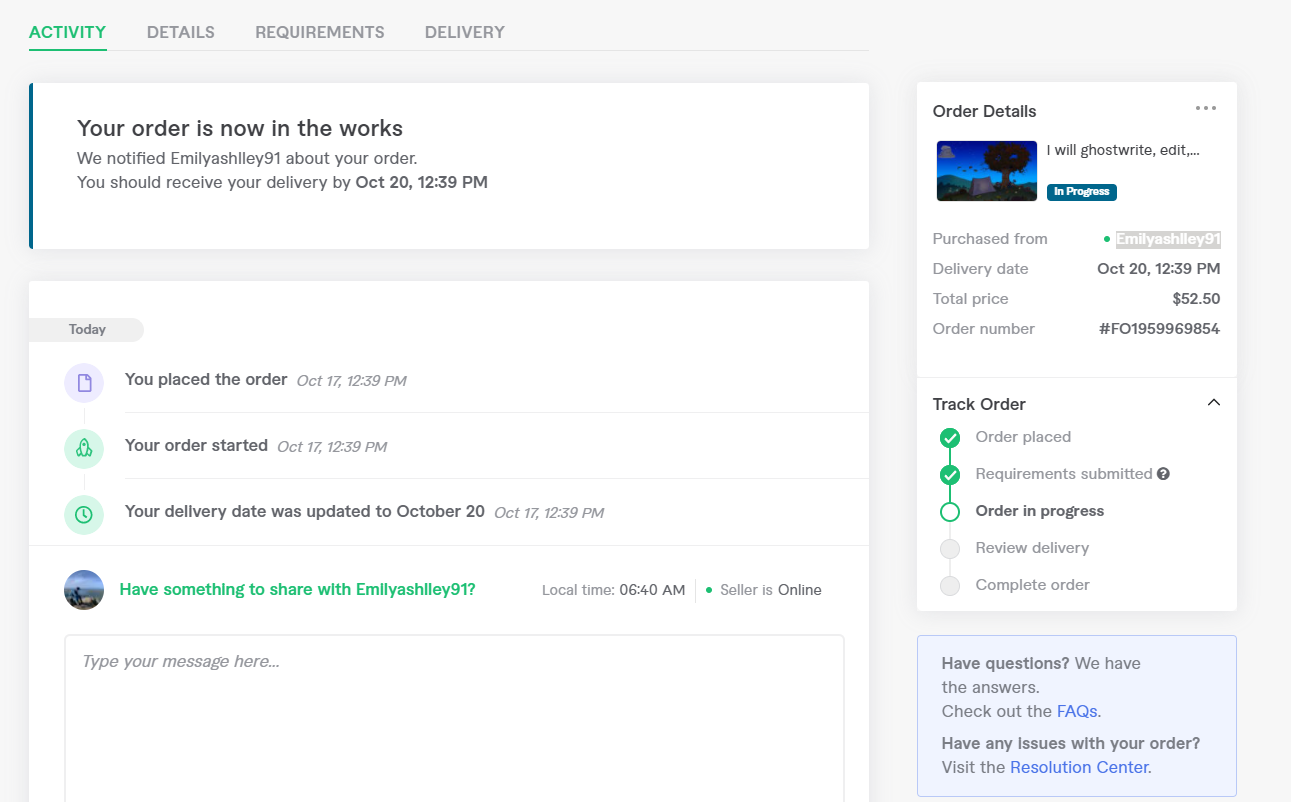 ACTIVITY DETAILS REQUIREMENTS DELIVERY
Your order is now in the works
We notified Emilyashlley91 about your order.
You should receive your delivery by Oct 20, 12:39 PM
Today
You placed the order Oct 17, 12:39 PM
Your order started Oct 17, 12:39 PM
Your delivery date was updated to October 20 Oct 17, 12:39 PM
Have something to share with Emilyashlley91? Local time: 06:40 AM Seller is Online
Type your message here...
Order Details
I will ghostwrite, edit,...
In Progress
Purchased from Emilyashlley91
Delivery date Oct 20, 12:39 PM
Total price $52.50
Order number #FO1959969854
Track Order
Order placed
Requirements submitted ?
Order in progress
Review delivery
Complete order
Have questions? We have
the answers.
Check out the FAQs.
Have any issues with your order?
Visit the Resolution Center.